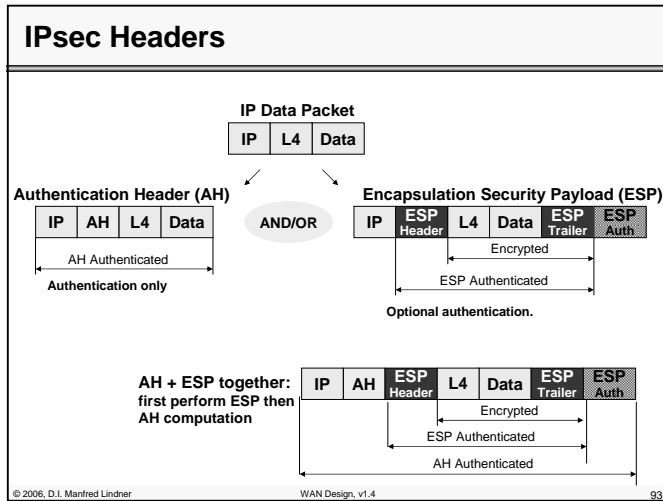 IPsec Headers
IP Data Packet
IP L4 Data
Authentication Header (AH)
IP AH L4 Data
AH Authenticated
Authentication only
AND/OR
Encapsulation Security Payload (ESP)
IP ESP Header L4 Data ESP Trailer ESP Auth
Encrypted
ESP Authenticated
Optional authentication.
AH + ESP together:
first perform ESP then
AH computation
IP AH ESP Header L4 Data ESP Trailer ESP Auth
Encrypted
ESP Authenticated
AH Authenticated
© 2006, D.I. Manfred Lindner WAN Design, v1.4 93